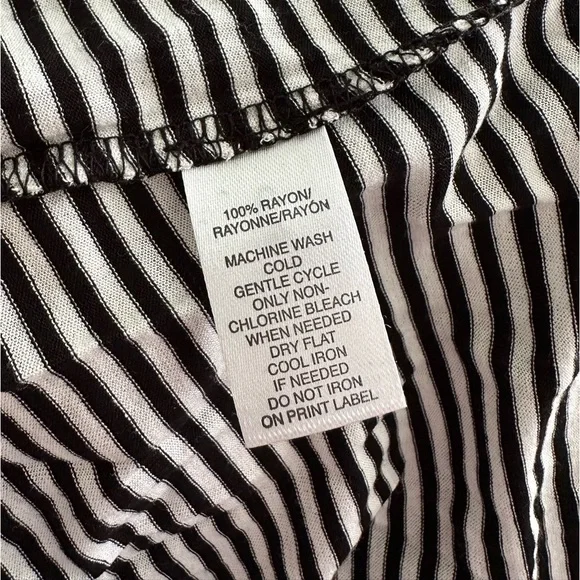 100% RAYON/
RAYONNE/RAYÓN
MACHINE WASH
COLD
GENTLE CYCLE
ONLY NON-
CHLORINE BLEACH
WHEN NEEDED
DRY FLAT
COOL IRON
IF NEEDED
DO NOT IRON
ON PRINT LABEL